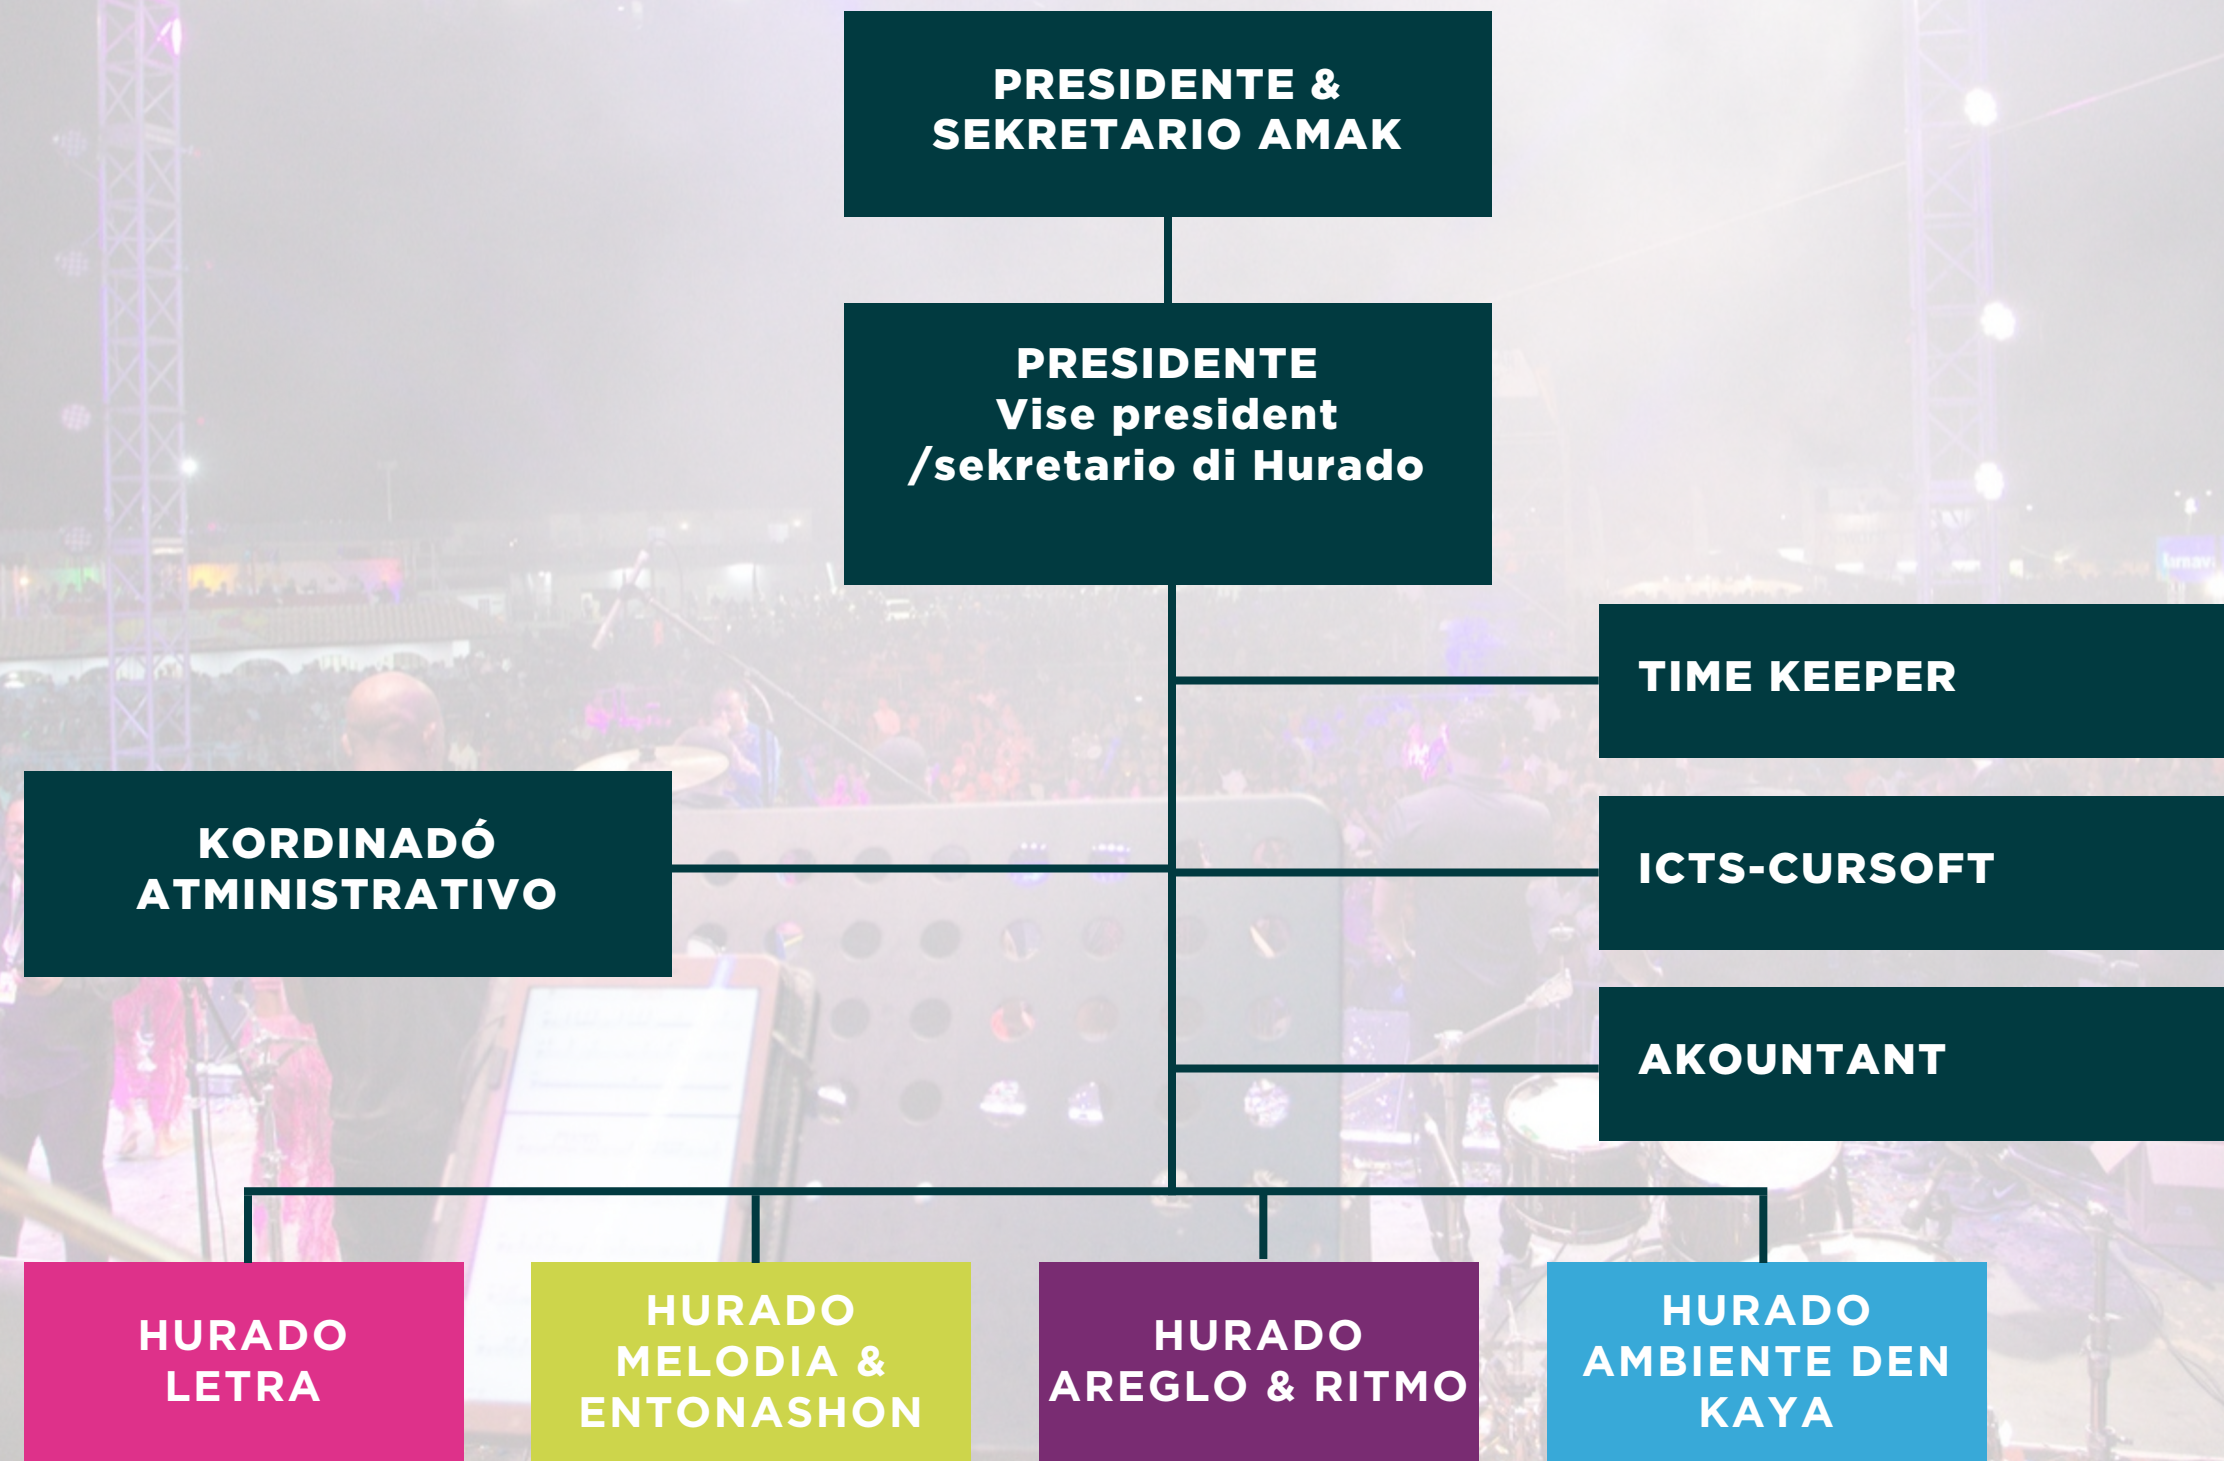 PRESIDENTE &
SEKRETARIO AMAK
PRESIDENTE
Vise president
/sekretario di Hurado
TIME KEEPER
KORDINADÓ
ATMINISTRATIVO
ICTS-CURSOFT
AKOUNTANT
HURADO
LETRA
HURADO
MELODIA &
ENTONASHON
HURADO
AREGLO & RITMO
HURADO
AMBIENTE DEN
KAYA